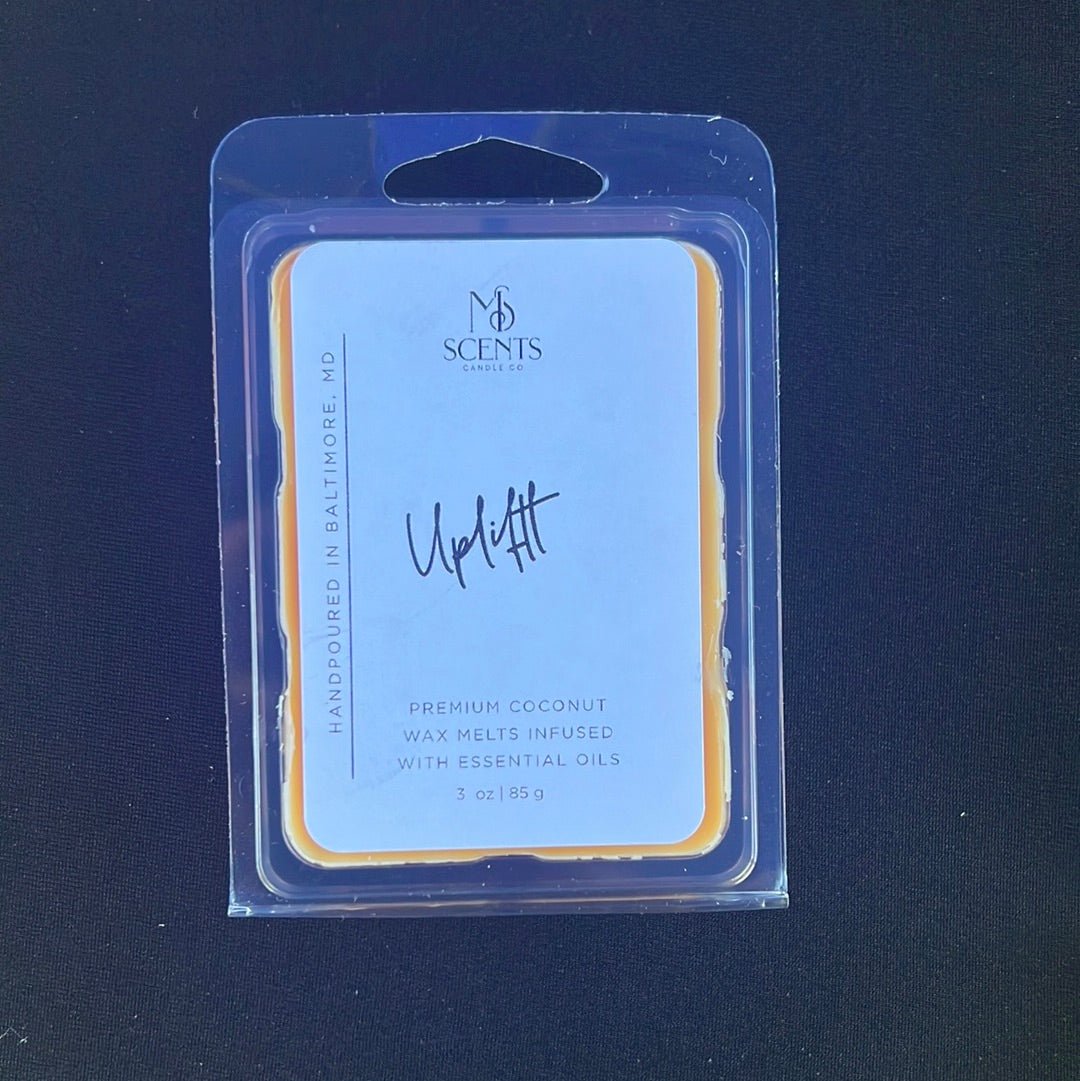 MS
SCENTS
CANDLE CO
HANDPOURED IN BALTIMORE, MD
Uplift
PREMIUM COCONUT
WAX MELTS INFUSED
WITH ESSENTIAL OILS
3 oz | 85 g